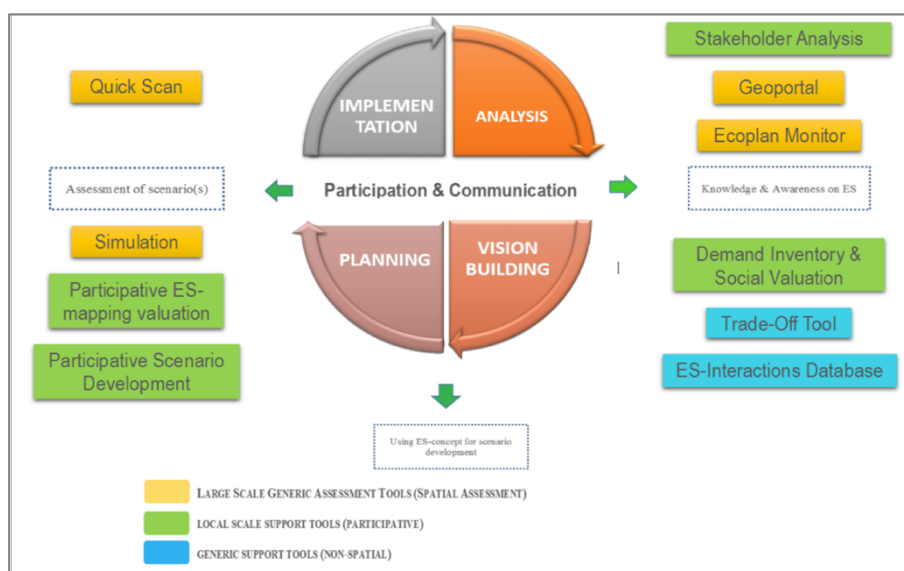 Stakeholder Analysis
Quick Scan
Geoportal
IMPLEMEN
TATION
ANALYSIS
Ecoplan Monitor
Assessment of scenario(s)
Participation & Communication
Knowledge & Awareness on ES
Simulation
PLANNING
VISION
BUILDING
Demand Inventory &
Social Valuation
Participative ES-
mapping valuation
Trade-Off Tool
Participative Scenario
Development
ES-Interactions Database
Using ES-concept for scenario
development
LARGE SCALE GENERIC ASSESSMENT TOOLS (SPATIAL ASSESSMENT)
LOCAL SCALE SUPPORT TOOLS (PARTICIPATIVE)
GENERIC SUPPORT TOOLS (NON-SPATIAL)